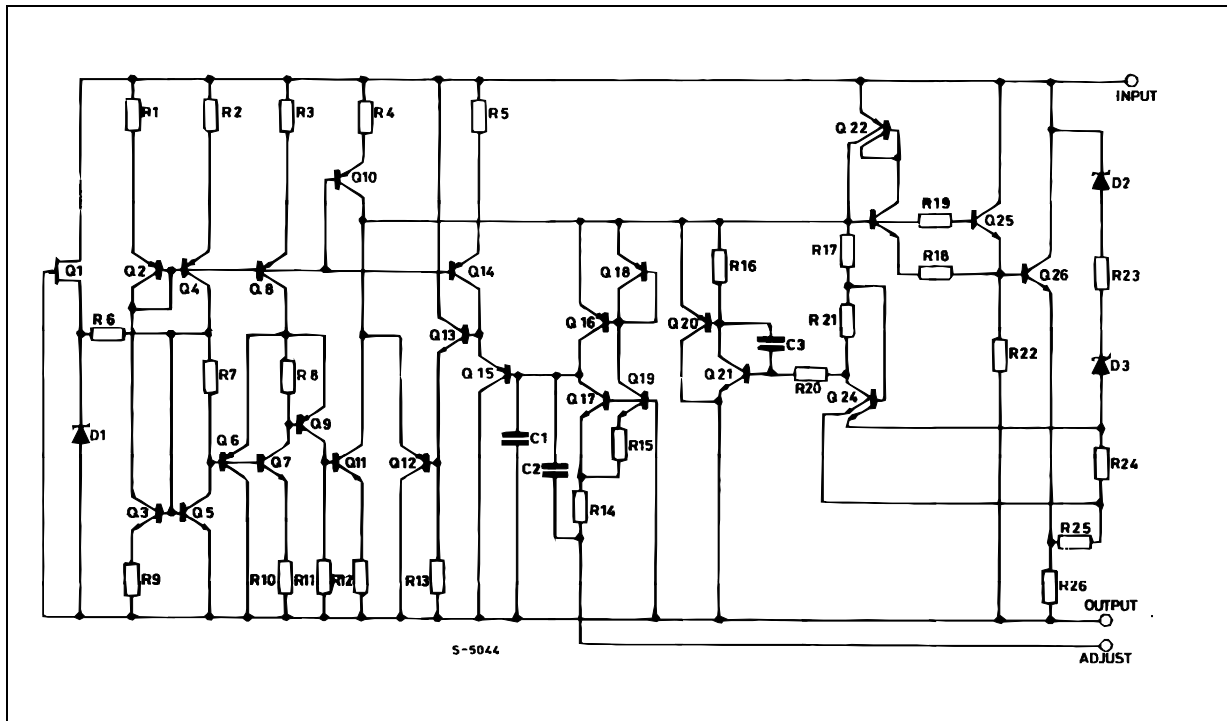 INPUT
R1
R2
R3
R4
R5
Q22
Q10
R19
Q25
D2
R17
R18
Q1
Q2
Q4
Q8
Q14
Q18
R16
Q26
R23
R6
Q13
Q16
Q20
C3
R21
R7
R8
Q15
Q19
Q21
R20
R22
D3
Q9
Q17
Q24
D1
Q6
Q7
Q11
Q12
C1
R15
C2
R24
Q3
Q5
R14
R25
R9
R10
R11
R12
R13
R26
OUTPUT
S-5044
ADJUST